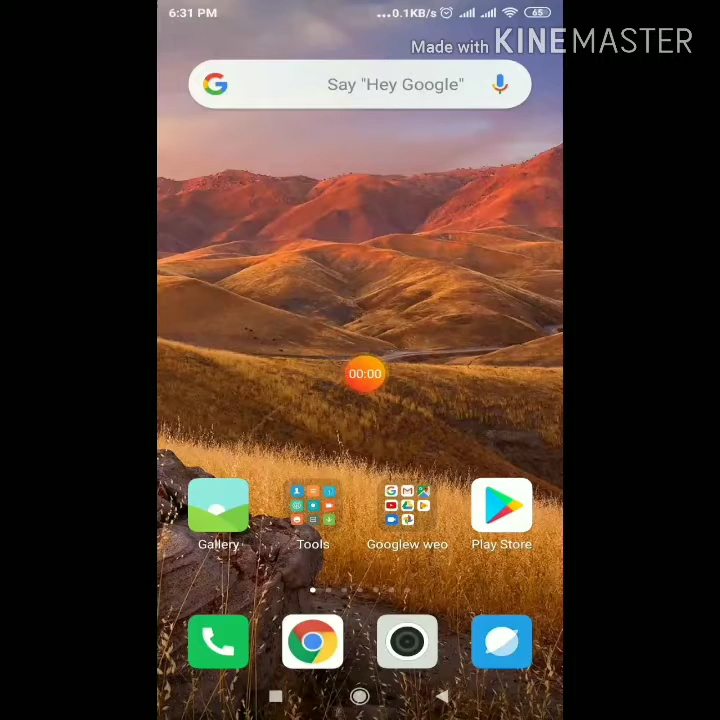 6:31 PM ...0.1KB/s 65
Made with KINEMASTER
Say "Hey Google"
00:00
Gallery Tools Googlew weo Play Store